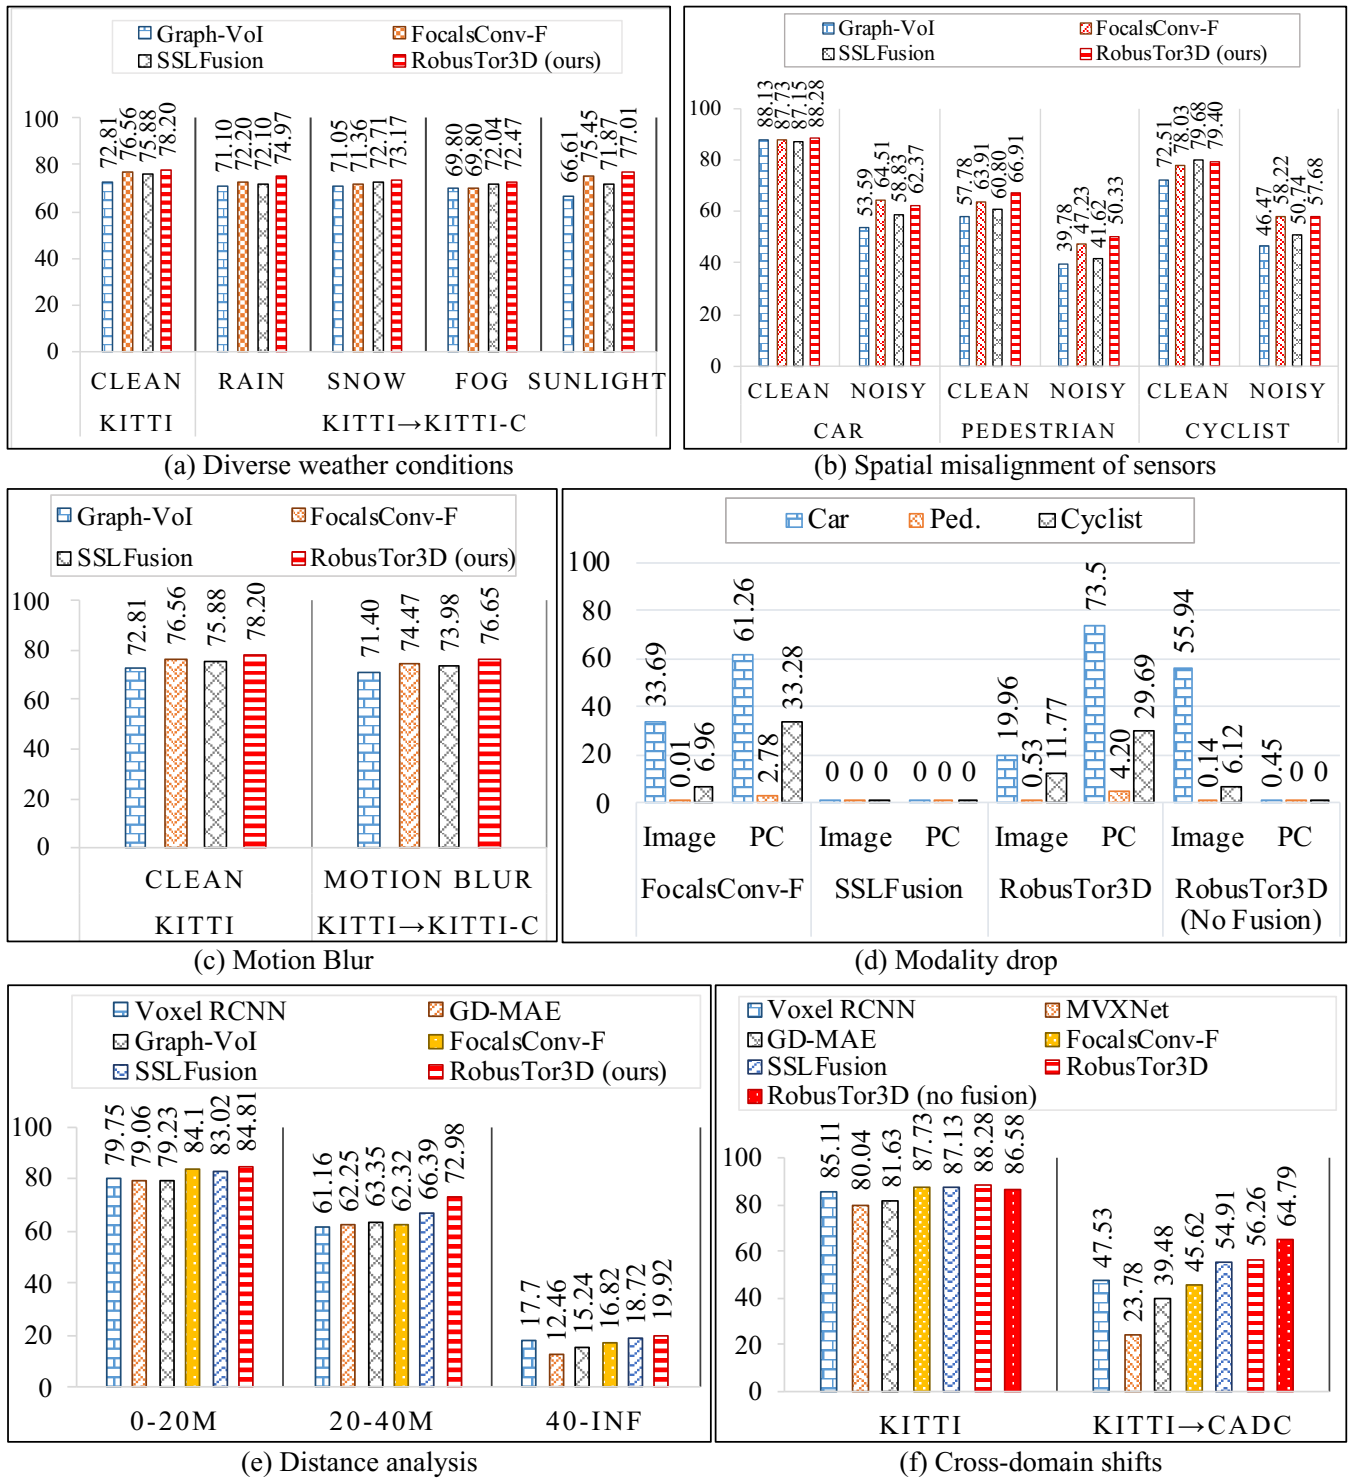 Graph-VoI FocalsConv-F
SSLFusion RobusTor3D (ours)
100
80
60
40
20
0
72.81 76.56 75.88 78.20 71.10 72.20 72.10 74.97 71.05 71.36 72.71 73.17 69.80 69.80 72.04 72.47 66.61 75.45 71.87 77.01
CLEAN RAIN SNOW FOG SUNLIGHT
KITTI KITTI→KITTI-C
(a) Diverse weather conditions
Graph-VoI FocalsConv-F
SSLFusion RobusTor3D (ours)
100
80
60
40
20
0
88.13 87.73 87.15 88.28 53.59 64.51 58.83 62.37 57.78 63.91 60.80 66.91 39.78 47.23 41.62 50.33 72.51 78.03 79.68 79.40 46.47 58.22 50.74 57.68
CLEAN NOISY CLEAN NOISY CLEAN NOISY
CAR PEDESTRIAN CYCLIST
(b) Spatial misalignment of sensors
Graph-VoI FocalsConv-F
SSLFusion RobusTor3D (ours)
100
80
60
40
20
0
72.81 76.56 75.88 78.20 71.40 74.47 73.98 76.65
CLEAN MOTION BLUR
KITTI KITTI→KITTI-C
(c) Motion Blur
Car Ped. Cyclist
100
80
60
40
20
0
33.69 0.01 6.96 61.26 2.78 33.28 0 0 0 0 0 0 19.96 0.53 11.77 73.5 4.20 29.69 55.94 0.14 6.12 0.45 0 0
Image PC Image PC Image PC Image PC
FocalsConv-F SSLFusion RobusTor3D RobusTor3D
(No Fusion)
(d) Modality drop
Voxel RCNN GD-MAE
Graph-VoI FocalsConv-F
SSLFusion RobusTor3D (ours)
100
80
60
40
20
0
79.75 79.06 79.23 84.1 83.02 84.81 61.16 62.25 63.35 62.32 66.39 72.98 17.7 12.46 15.24 16.82 18.72 19.92
0-20M 20-40M 40-INF
(e) Distance analysis
Voxel RCNN MVXNet
GD-MAE FocalsConv-F
SSLFusion RobusTor3D
RobusTor3D (no fusion)
100
80
60
40
20
0
85.11 80.04 81.63 87.73 87.13 88.28 86.58 47.53 23.78 39.48 45.62 54.91 56.26 64.79
KITTI KITTI→CADC
(f) Cross-domain shifts